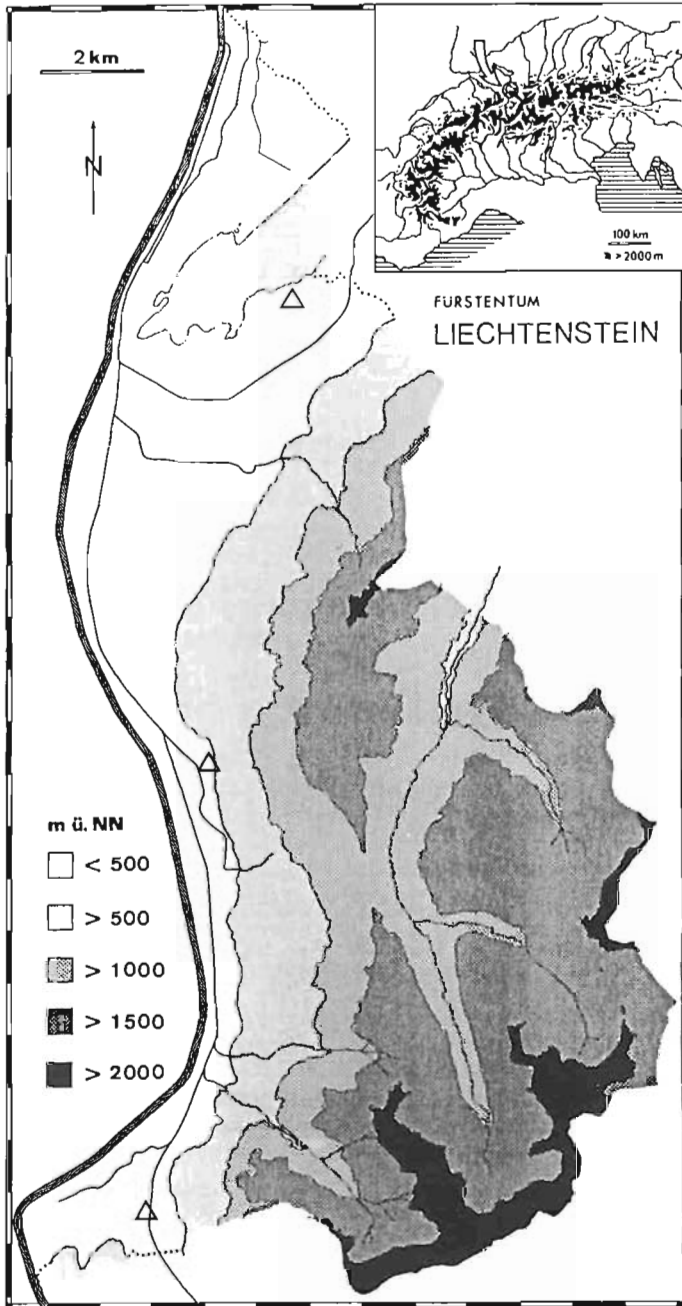 2 km
N
100 km
> 2000 m
FÜRSTENTUM
LIECHTENSTEIN
m ü. NN
< 500
> 500
> 1000
> 1500
> 2000